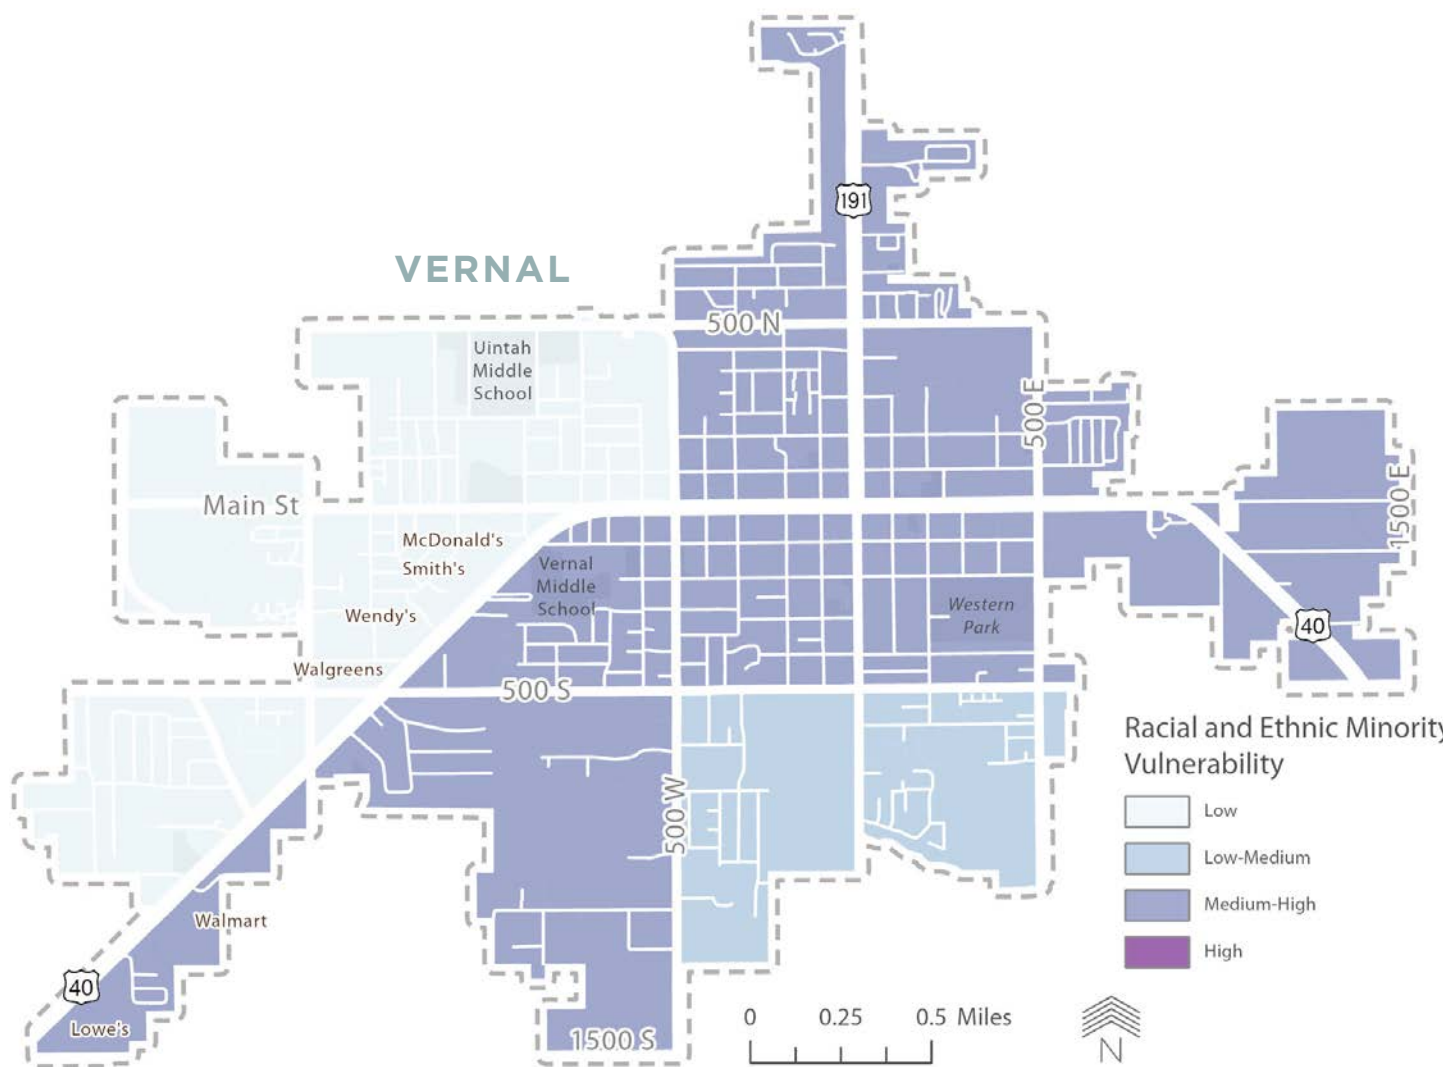 191
VERNAL
500 N
Uintah
Middle
School
500 E
Main St
1500 E
McDonald's
Smith's
Vernal
Middle
School
Wendy's
Western
Park
40
Walgreens
500 S
Racial and Ethnic Minority
Vulnerability
Low
500 W
Low-Medium
Medium-High
Walmart
High
40
Lowe's
0 0.25 0.5 Miles
1500 S
N